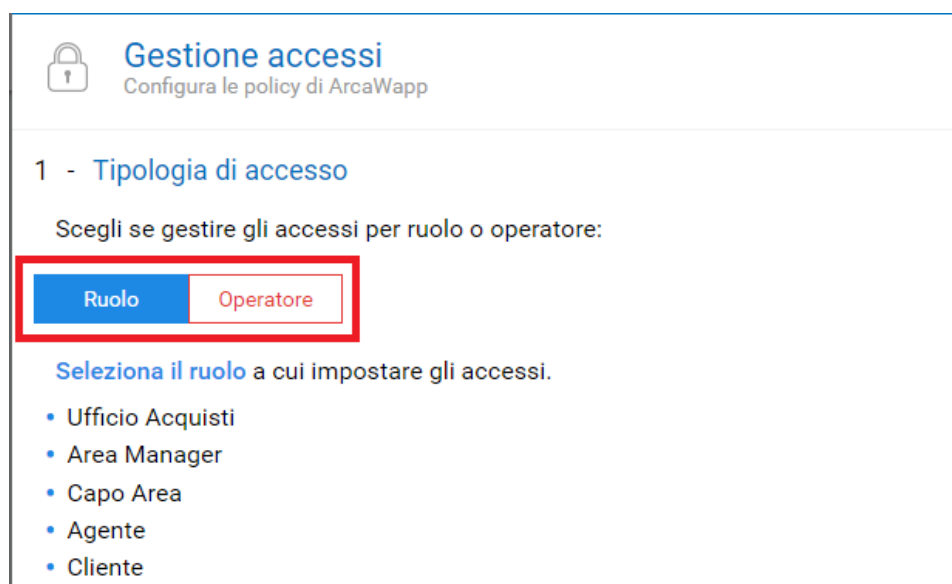 Gestione accessi
Configura le policy di ArcaWapp
1 - Tipologia di accesso
Scegli se gestire gli accessi per ruolo o operatore:
Ruolo Operatore
Seleziona il ruolo a cui impostare gli accessi.
• Ufficio Acquisti
• Area Manager
• Capo Area
• Agente
• Cliente